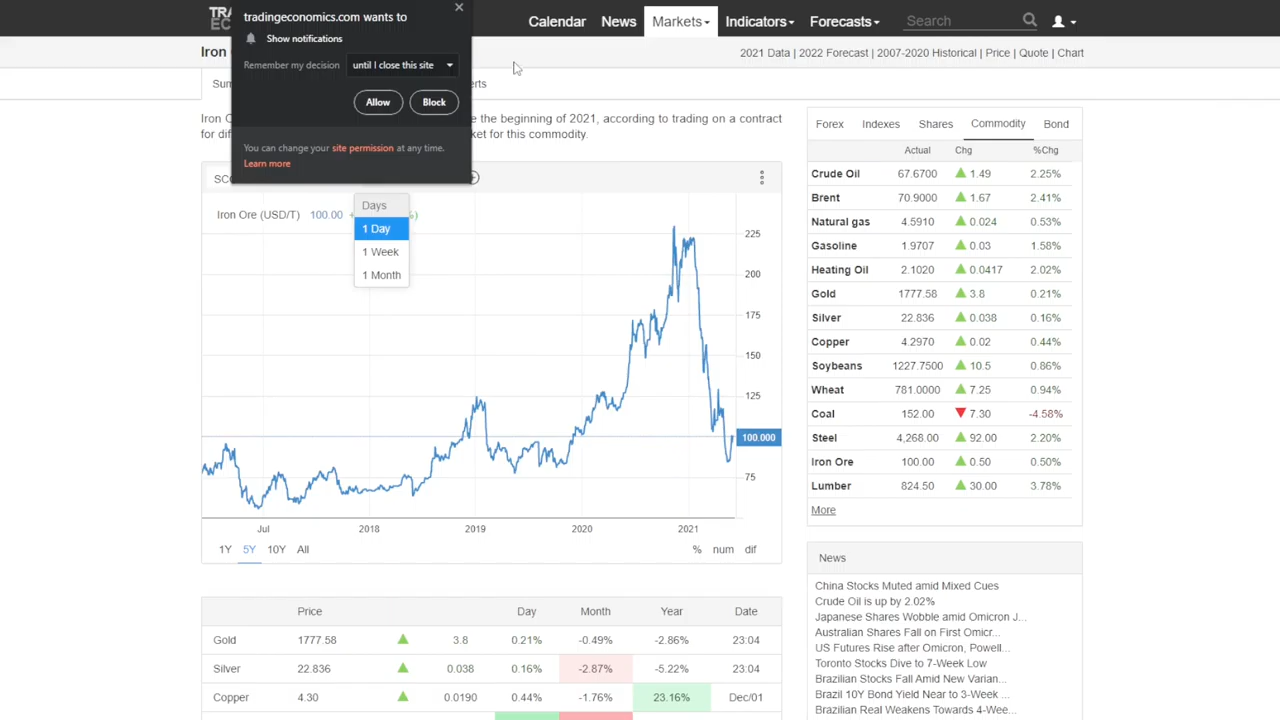 TRA
EC
Calendar News Markets Indicators Forecasts Search
tradingeconomics.com wants to
Show notifications
Remember my decision until I close this site
Allow Block
You can change your site permission at any time.
Learn more
Iron
2021 Data | 2022 Forecast | 2007-2020 Historical | Price | Quote | Chart
Sum
erts
Iron O
e the beginning of 2021, according to trading on a contract
for dif
ket for this commodity.
SCO
Iron Ore (USD/T) 100.00
Days
1 Day
1 Week
1 Month
225
200
175
150
125
100.000
75
Jul 2018 2019 2020 2021
1Y 5Y 10Y All
% num dif
Price Day Month Year Date
Gold 1777.58 3.8 0.21% -0.49% -2.86% 23:04
Silver 22.836 0.038 0.16% -2.87% -5.22% 23:04
Copper 4.30 0.0190 0.44% -1.76% 23.16% Dec/01
Forex Indexes Shares Commodity Bond
Actual Chg %Chg
Crude Oil 67.6700 1.49 2.25%
Brent 70.9000 1.67 2.41%
Natural gas 4.5910 0.024 0.53%
Gasoline 1.9707 0.03 1.58%
Heating Oil 2.1020 0.0417 2.02%
Gold 1777.58 3.8 0.21%
Silver 22.836 0.038 0.16%
Copper 4.2970 0.02 0.44%
Soybeans 1227.7500 10.5 0.86%
Wheat 781.0000 7.25 0.94%
Coal 152.00 7.30 -4.58%
Steel 4,268.00 92.00 2.20%
Iron Ore 100.00 0.50 0.50%
Lumber 824.50 30.00 3.78%
More
News
China Stocks Muted amid Mixed Cues
Crude Oil is up by 2.02%
Japanese Shares Wobble amid Omicron J...
Australian Shares Fall on First Omicr...
US Futures Rise after Omicron, Powell...
Toronto Stocks Dive to 7-Week Low
Brazilian Stocks Fall Amid New Varian...
Brazil 10Y Bond Yield Near to 3-Week ...
Brazilian Real Weakens Towards 4-Wee...